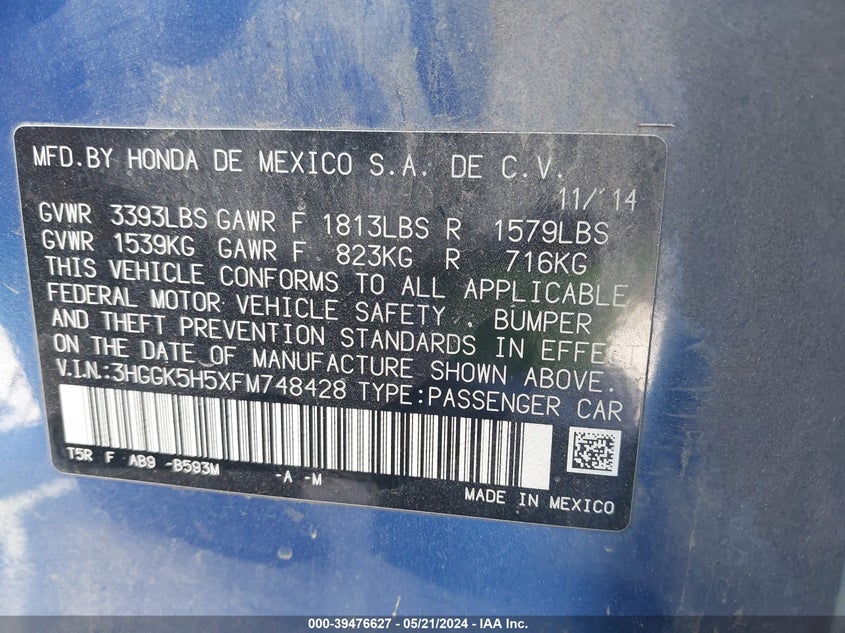 MFD.BY HONDA DE MEXICO S.A. DE C.V.
11/'14
GVWR 3393LBS GAWR F 1813LBS R 1579LBS
GVWR 1539KG GAWR F 823KG R 716KG
THIS VEHICLE CONFORMS TO ALL APPLICABLE
FEDERAL MOTOR VEHICLE SAFETY , BUMPER
AND THEFT PREVENTION STANDARDS IN EFFECT
ON THE DATE OF MANUFACTURE SHOWN ABOVE.
V.I.N.:3HGGK5H5XFM748428 TYPE:PASSENGER CAR
T5R F AB9 -B593M -A -M
MADE IN MEXICO
000-39476627 - 05/21/2024 - IAA Inc.